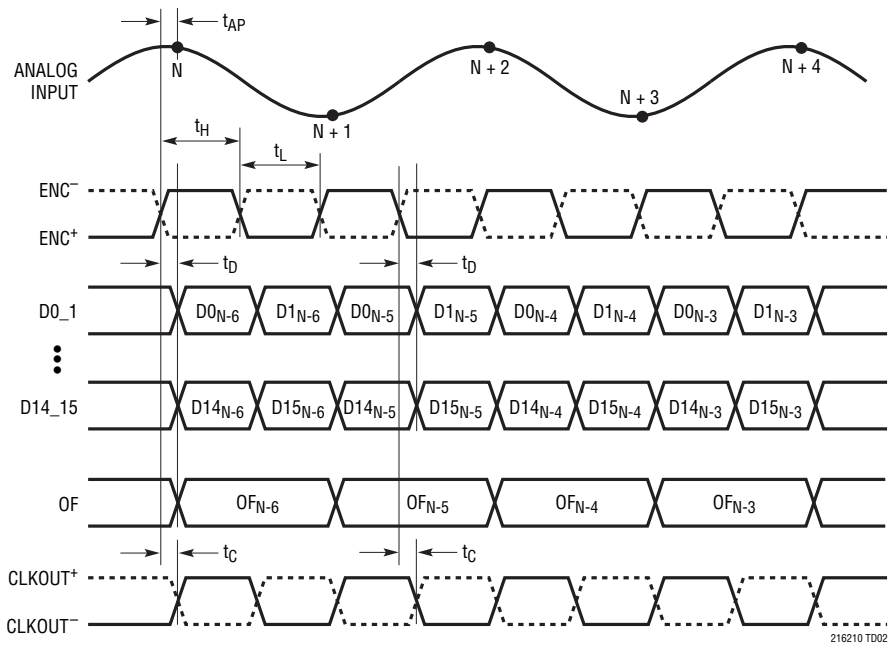 tAP
ANALOG
INPUT
N
N + 1
N + 2
N + 3
N + 4
tH
tL
ENC–
ENC+
tD
tD
D0_1
D0N-6
D1N-6
D0N-5
D1N-5
D0N-4
D1N-4
D0N-3
D1N-3
D14_15
D14N-6
D15N-6
D14N-5
D15N-5
D14N-4
D15N-4
D14N-3
D15N-3
OF
OFN-6
OFN-5
OFN-4
OFN-3
tC
tC
CLKOUT+
CLKOUT–
216210 TD02